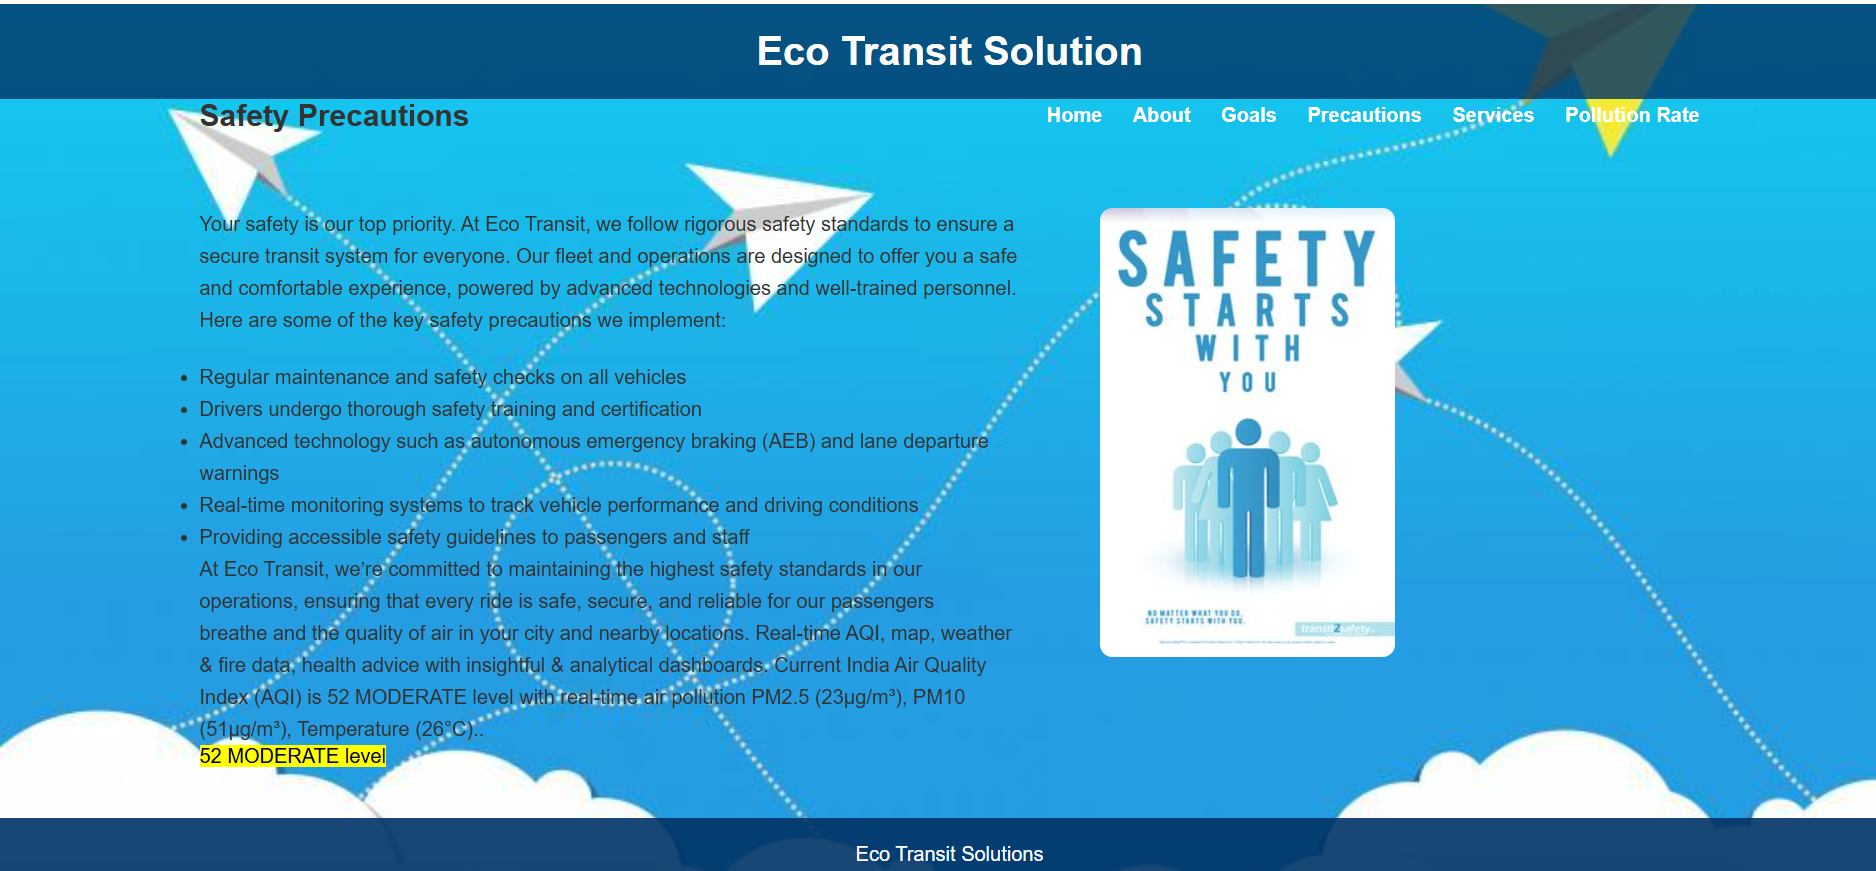 Eco Transit Solution
Safety Precautions
Home About Goals Precautions Services Pollution Rate
Your safety is our top priority. At Eco Transit, we follow rigorous safety standards to ensure a
secure transit system for everyone. Our fleet and operations are designed to offer you a safe
and comfortable experience, powered by advanced technologies and well-trained personnel.
Here are some of the key safety precautions we implement:
• Regular maintenance and safety checks on all vehicles
• Drivers undergo thorough safety training and certification
• Advanced technology such as autonomous emergency braking (AEB) and lane departure
warnings
• Real-time monitoring systems to track vehicle performance and driving conditions
• Providing accessible safety guidelines to passengers and staff
At Eco Transit, we’re committed to maintaining the highest safety standards in our
operations, ensuring that every ride is safe, secure, and reliable for our passengers
breathe and the quality of air in your city and nearby locations. Real-time AQI, map, weather
& fire data, health advice with insightful & analytical dashboards. Current India Air Quality
Index (AQI) is 52 MODERATE level with real-time air pollution PM2.5 (23µg/m³), PM10
(51µg/m³), Temperature (26°C)..
52 MODERATE level
SAFETY
STARTS
WITH
YOU
NO MATTER WHAT YOU DO,
SAFETY STARTS WITH YOU.
transit2safety
Eco Transit Solutions